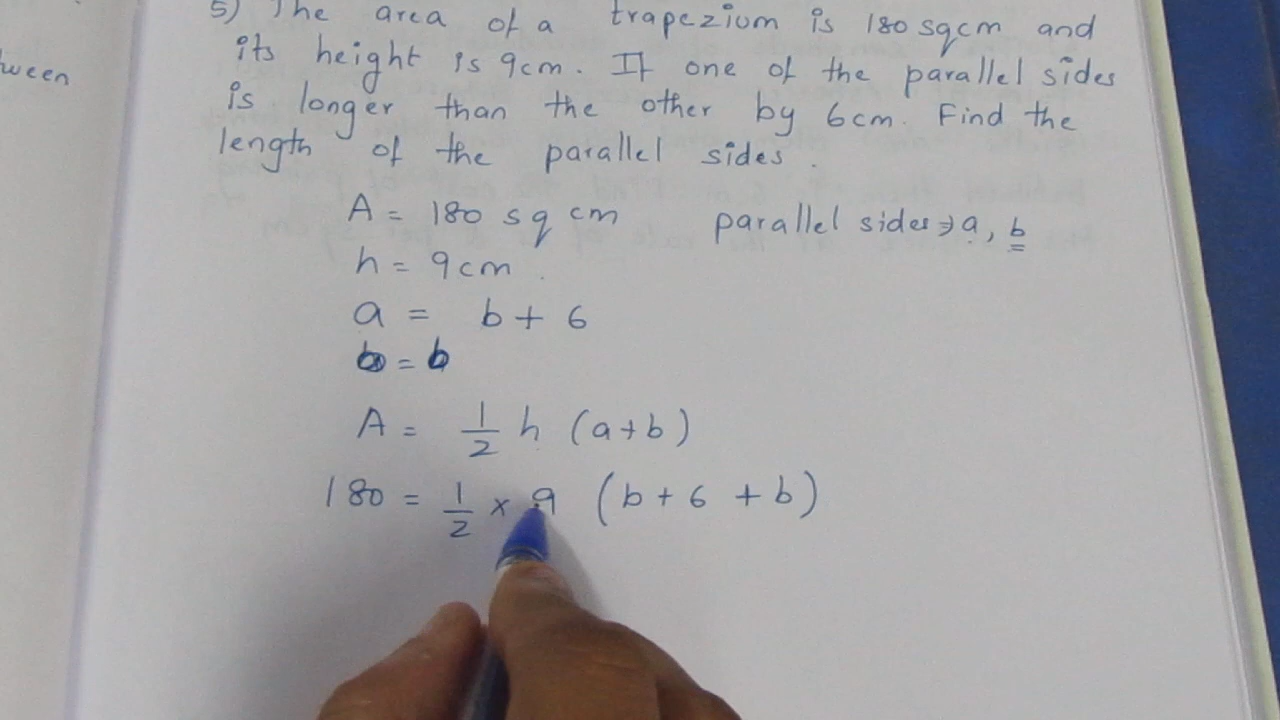 ween
5) The area of a trapezium is 180 sqcm and
its height is 9cm. If one of the parallel sides
is longer than the other by 6cm. Find the
length of the parallel sides.
A = 180 sq cm parallel sides ⇒ a, b
h = 9cm.
a = b + 6
b = b
A = 1/2 h (a+b)
180 = 1/2 × 9 (b + 6 + b)